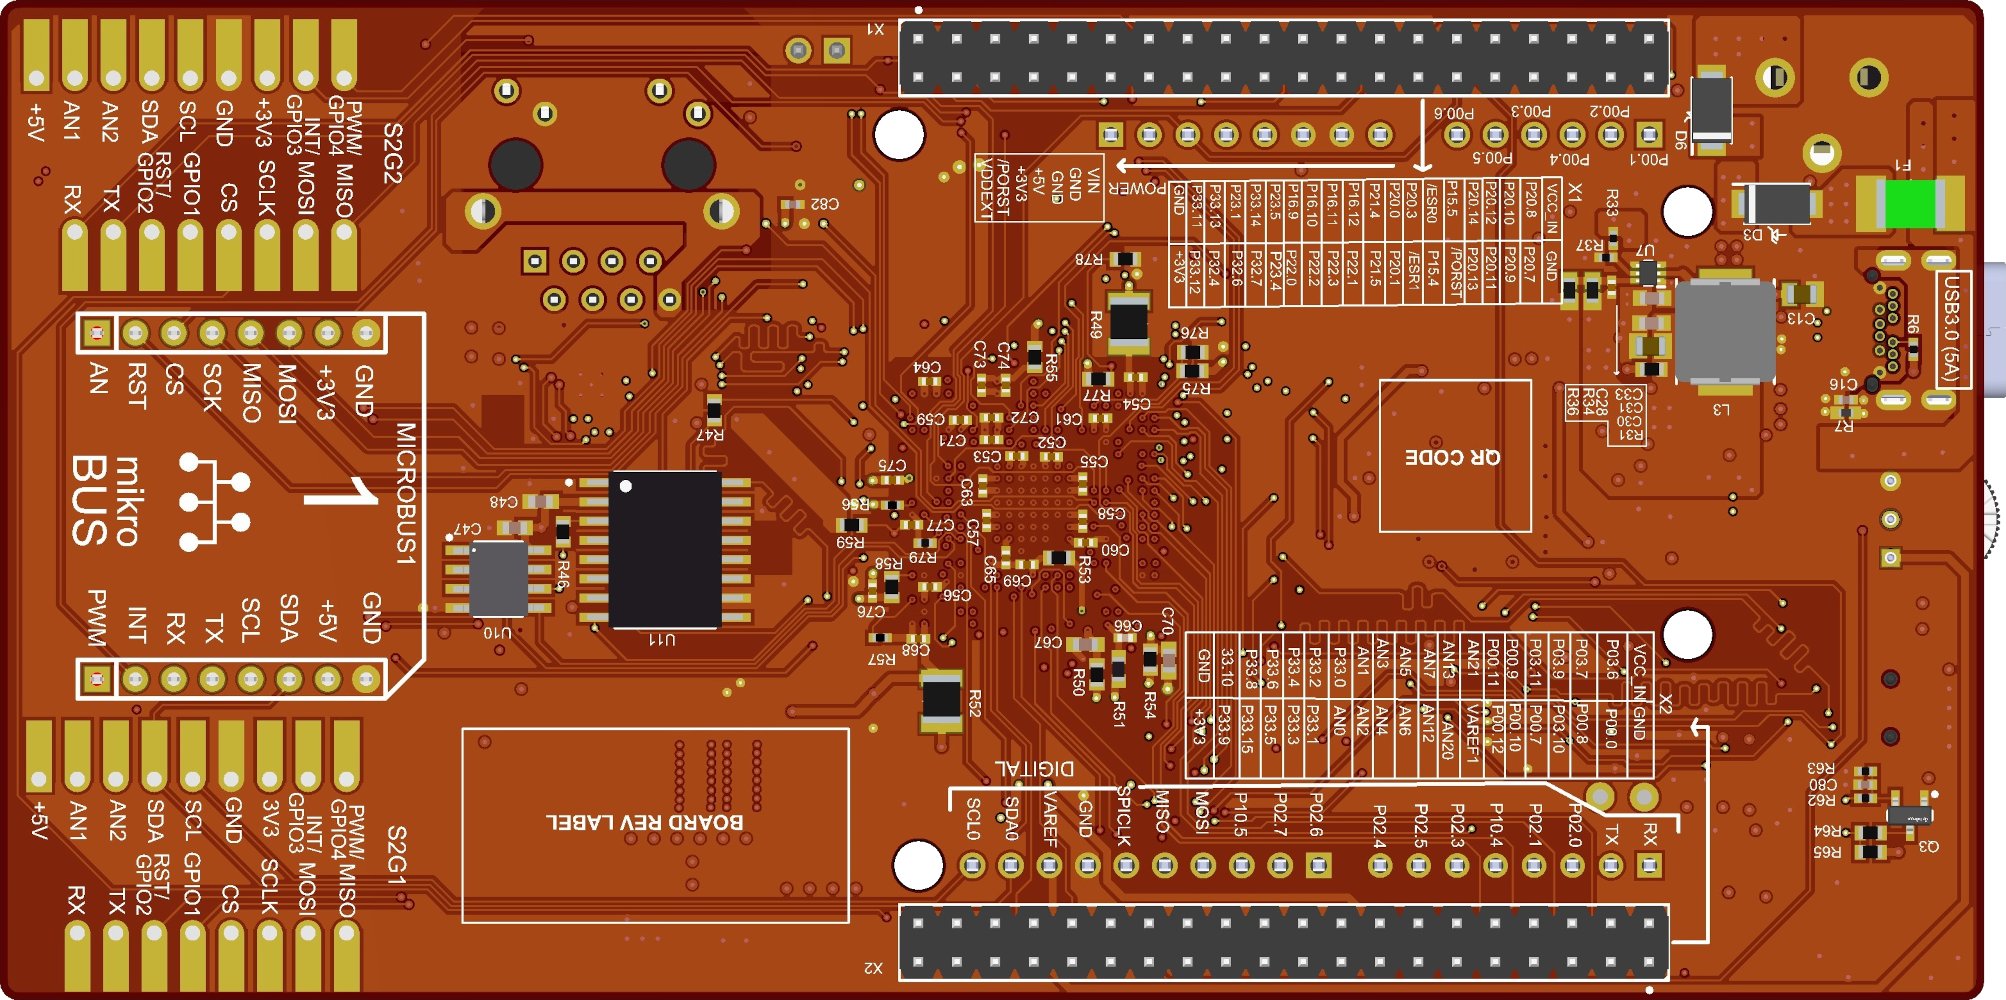 X1
+5V
AN1
AN2
SDA
SCL
GND
+3V3
INT/
GPIO3
PWM/
GPIO4
S2G2
RX
TX
RST/
GPIO2
GPIO1
CS
SCLK
MOSI
MISO
C82
P00.6
P00.5
P00.3
P00.4
P00.2
P00.1
D6
F1
D3
VIN
GND
GND
+5V
+3V3
/PORST
VDDEXT
POWER
X1
VCC_IN
P20.8
P20.10
P20.12
P20.14
P15.5
/ESR0
P20.3
P20.0
P21.4
P16.12
P16.11
P16.10
P16.9
P23.5
P33.14
P23.1
P33.13
P33.11
GND
GND
P20.7
P20.9
P20.11
P20.13
/PORST
P15.4
/ESR1
P20.1
P21.5
P22.1
P22.3
P22.2
P22.0
P23.4
P32.7
P32.6
P32.4
P33.12
+3V3
R33
R37
U7
C13
L3
R6
USB3.0 (5A)
C16
R7
C33
C31
C30
R31
C28
R34
R36
R78
R49
R76
R75
R77
C54
R55
C73
C74
C64
C59
C72
C61
C71
C52
C53
C55
C63
C58
C57
C60
C65
C69
R53
C75
R56
R59
C77
R79
R58
C76
C56
R57
C68
C67
C66
C70
R50
R51
R54
R52
R47
AN
RST
CS
SCK
MISO
MOSI
+3V3
GND
MICROBUS1
1
mikro
BUS
PWM
INT
RX
TX
SCL
SDA
+5V
GND
C48
C47
R46
U10
U11
QR CODE
BOARD REV LABEL
X2
VCC_IN
P03.6
P03.7
P03.9
P03.11
P00.9
P00.11
AN21
AN13
AN7
AN5
AN3
AN1
P33.0
P33.2
P33.4
P33.6
P33.8
33.10
GND
GND
P00.0
P00.8
P03.10
P00.7
P00.10
P00.12
VAREF1
AN20
AN12
AN6
AN4
AN2
AN0
P33.1
P33.3
P33.5
P33.15
P33.9
+3V3
DIGITAL
SCL0
SDA0
VAREF
GND
SPICLK
MISO
MOSI
P10.5
P02.7
P02.6
P02.4
P02.5
P02.3
P10.4
P02.1
P02.0
TX
RX
R63
C80
R62
R64
R65
Q3
+5V
AN1
AN2
SDA
SCL
GND
3V3
INT/
GPIO3
PWM/
GPIO4
S2G1
RX
TX
RST/
GPIO2
GPIO1
CS
SCLK
MOSI
MISO
X2